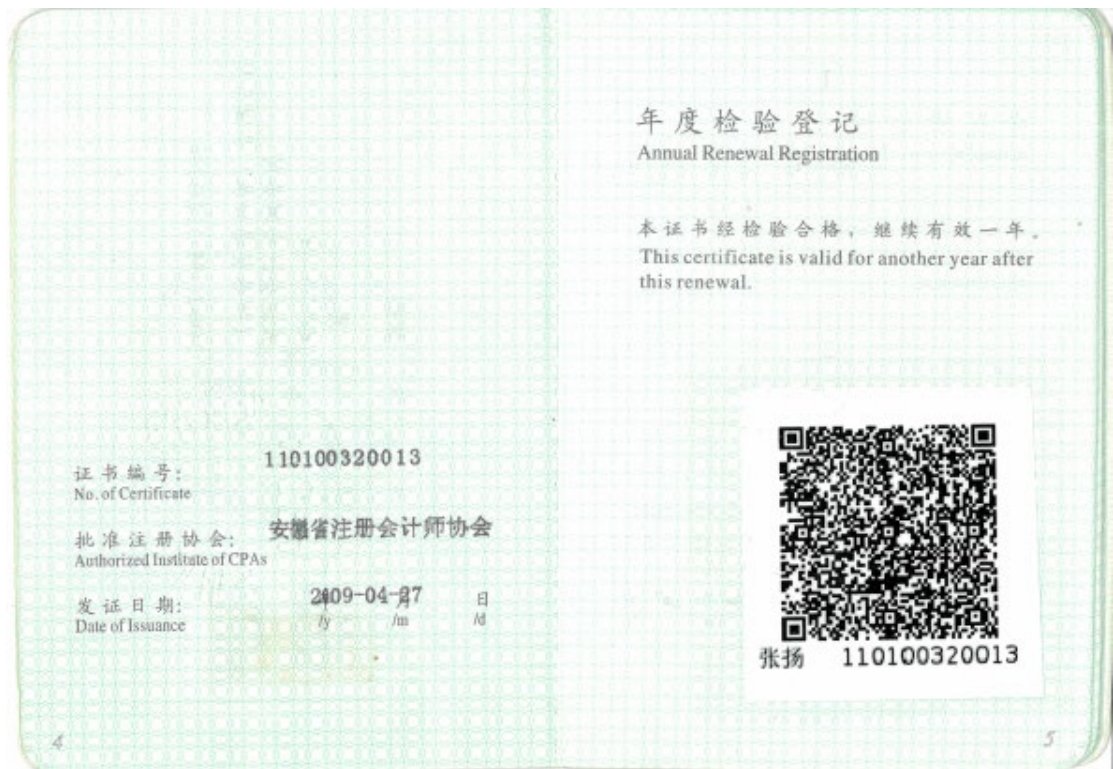 证书编号:
110100320013
No. of Certificate
批准注册协会:
安徽省注册会计师协会
Authorized Institute of CPAs
发证日期:
2009-04-27
年 月 日
Date of Issuance
/y /m /d
4
年度检验登记
Annual Renewal Registration
本证书经检验合格，继续有效一年。
This certificate is valid for another year after
this renewal.
张扬 110100320013
5